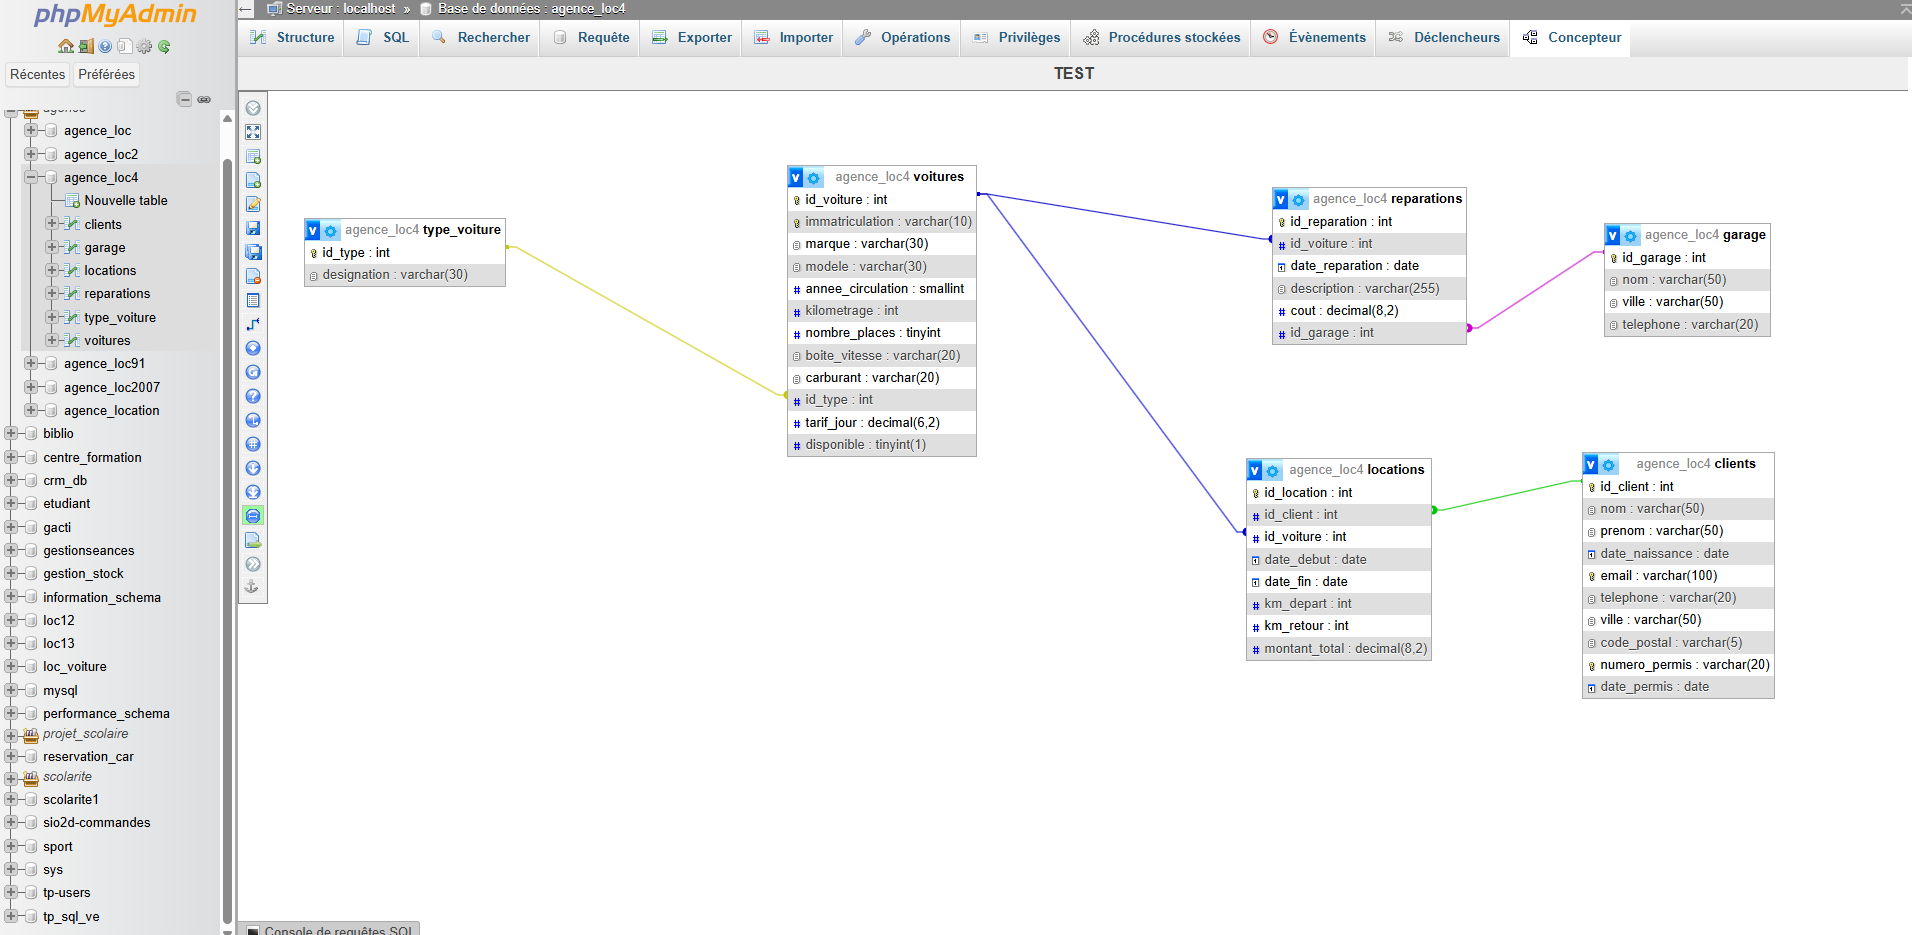 phpMyAdmin
Récentes Préférées
agence
agence_loc
agence_loc2
agence_loc4
Nouvelle table
clients
garage
locations
reparations
type_voiture
voitures
agence_loc91
agence_loc2007
agence_location
biblio
centre_formation
crm_db
etudiant
gacti
gestionseances
gestion_stock
information_schema
loc12
loc13
loc_voiture
mysql
performance_schema
projet_scolaire
reservation_car
scolarite
scolarite1
sio2d-commandes
sport
sys
tp-users
tp_sql_ve
Serveur : localhost » Base de données : agence_loc4
Structure SQL Rechercher Requête Exporter Importer Opérations Privilèges Procédures stockées Évènements Déclencheurs Concepteur
TEST
v agence_loc4 type_voiture
id_type : int
designation : varchar(30)
v agence_loc4 voitures
id_voiture : int
immatriculation : varchar(10)
marque : varchar(30)
modele : varchar(30)
# annee_circulation : smallint
# kilometrage : int
# nombre_places : tinyint
boite_vitesse : varchar(20)
carburant : varchar(20)
# id_type : int
# tarif_jour : decimal(6,2)
# disponible : tinyint(1)
v agence_loc4 reparations
id_reparation : int
# id_voiture : int
date_reparation : date
description : varchar(255)
# cout : decimal(8,2)
# id_garage : int
v agence_loc4 garage
id_garage : int
nom : varchar(50)
ville : varchar(50)
telephone : varchar(20)
v agence_loc4 locations
id_location : int
# id_client : int
# id_voiture : int
date_debut : date
date_fin : date
# km_depart : int
# km_retour : int
# montant_total : decimal(8,2)
v agence_loc4 clients
id_client : int
nom : varchar(50)
prenom : varchar(50)
date_naissance : date
email : varchar(100)
telephone : varchar(20)
ville : varchar(50)
code_postal : varchar(5)
numero_permis : varchar(20)
date_permis : date
Console de requêtes SQL